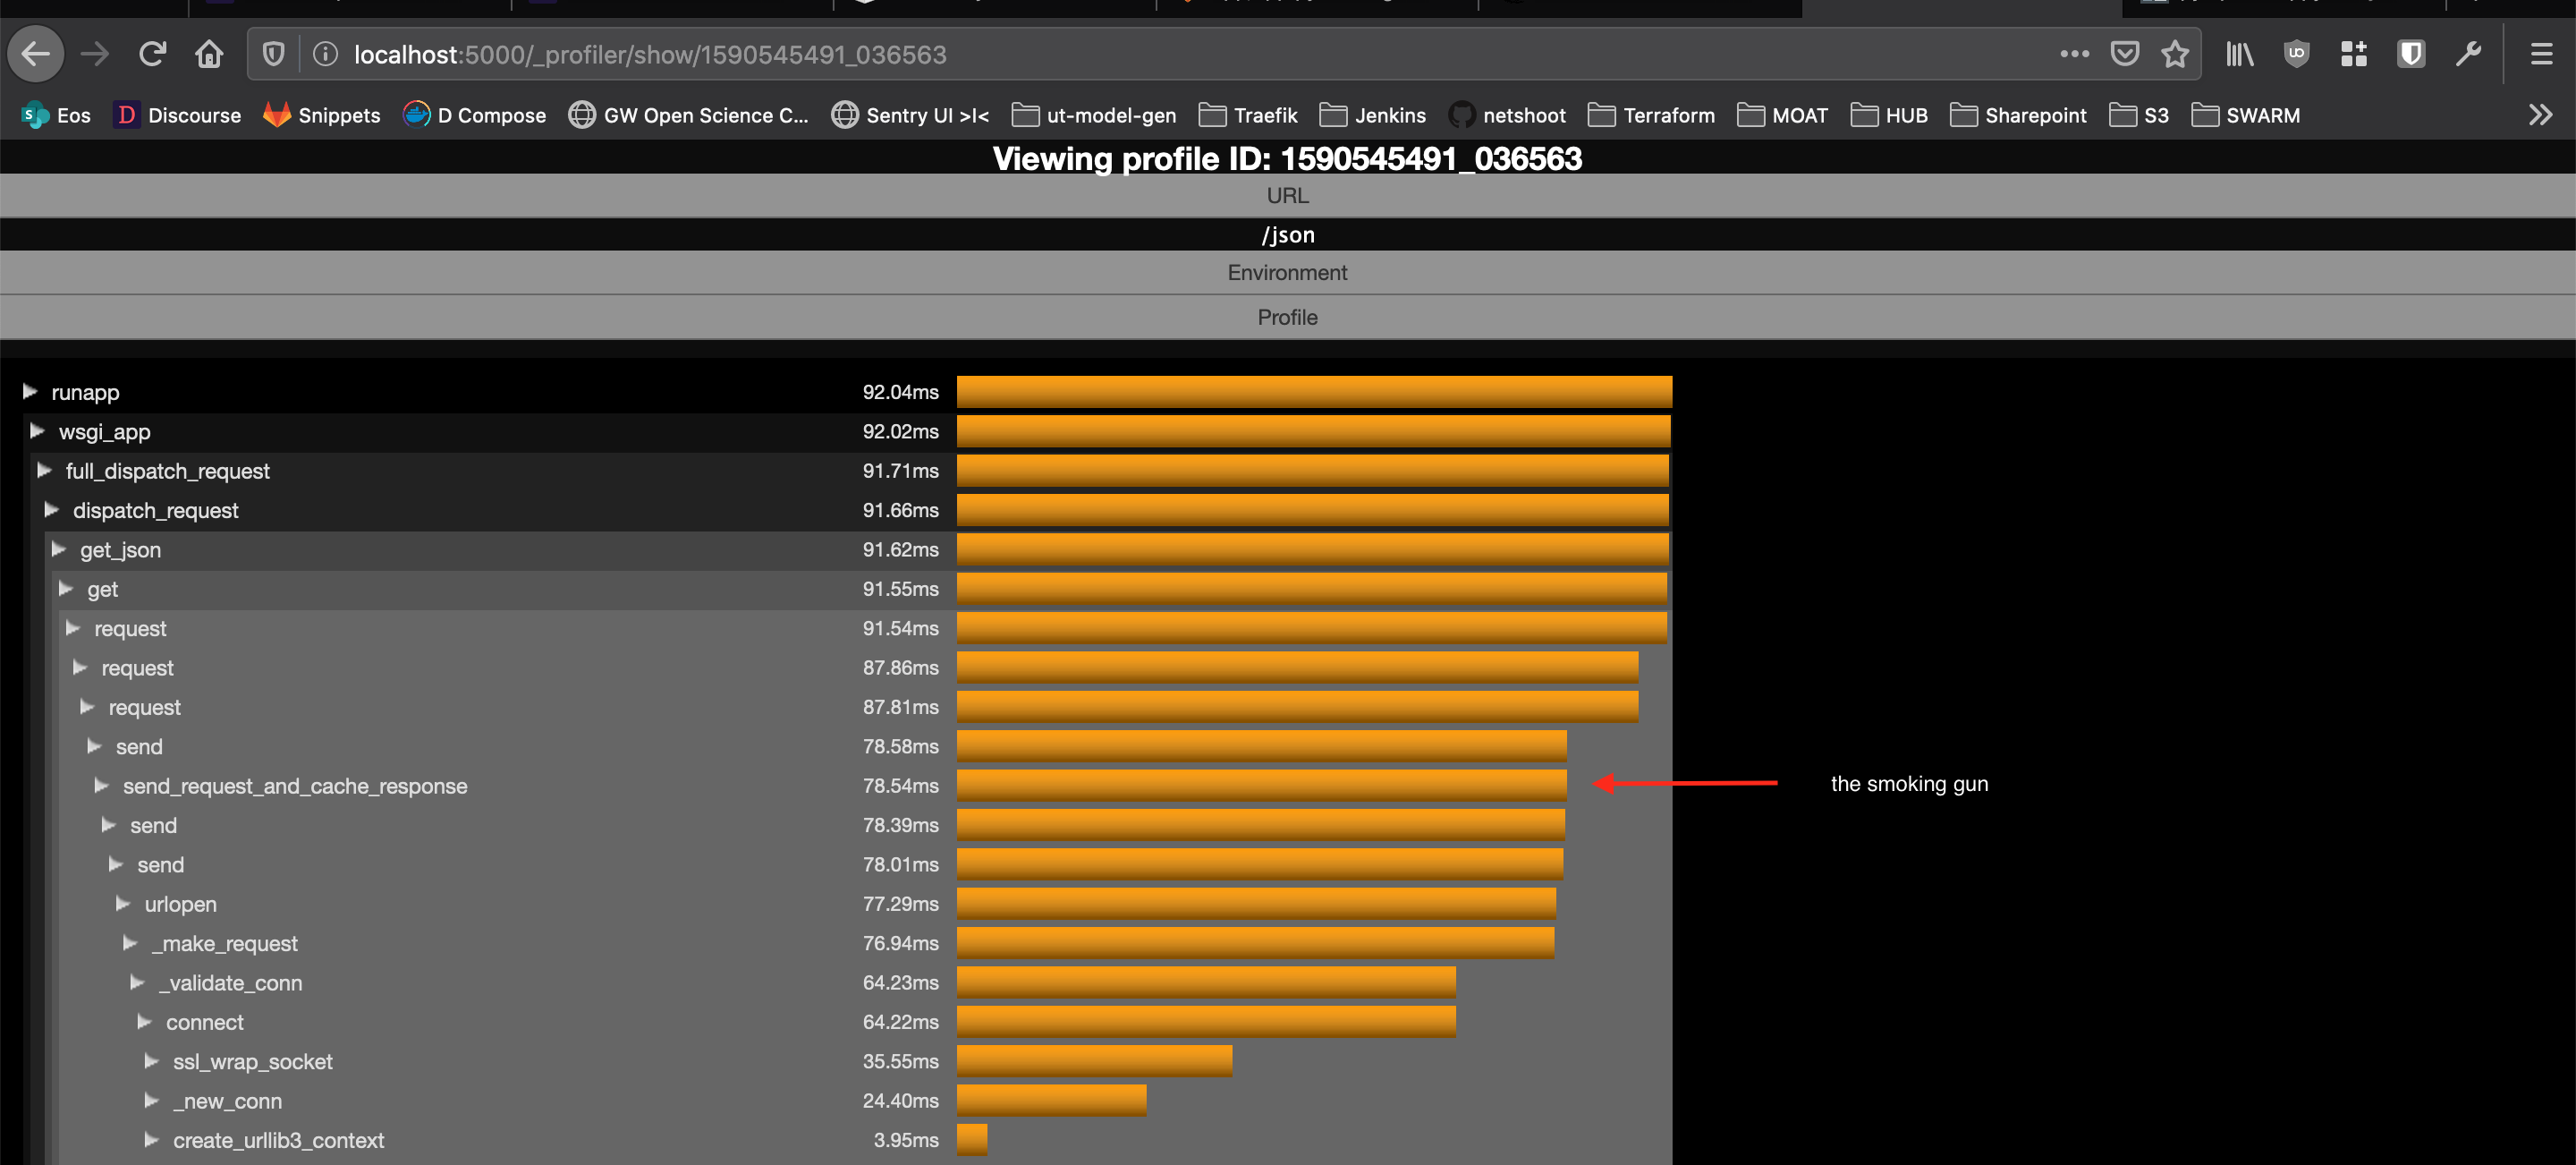 localhost:5000/_profiler/show/1590545491_036563
Eos Discourse Snippets D Compose GW Open Science C... Sentry UI >I< ut-model-gen Traefik Jenkins netshoot Terraform MOAT HUB Sharepoint S3 SWARM
Viewing profile ID: 1590545491_036563
URL
/json
Environment
Profile
runapp 92.04ms
wsgi_app 92.02ms
full_dispatch_request 91.71ms
dispatch_request 91.66ms
get_json 91.62ms
get 91.55ms
request 91.54ms
request 87.86ms
request 87.81ms
send 78.58ms
send_request_and_cache_response 78.54ms the smoking gun
send 78.39ms
send 78.01ms
urlopen 77.29ms
_make_request 76.94ms
_validate_conn 64.23ms
connect 64.22ms
ssl_wrap_socket 35.55ms
_new_conn 24.40ms
create_urllib3_context 3.95ms